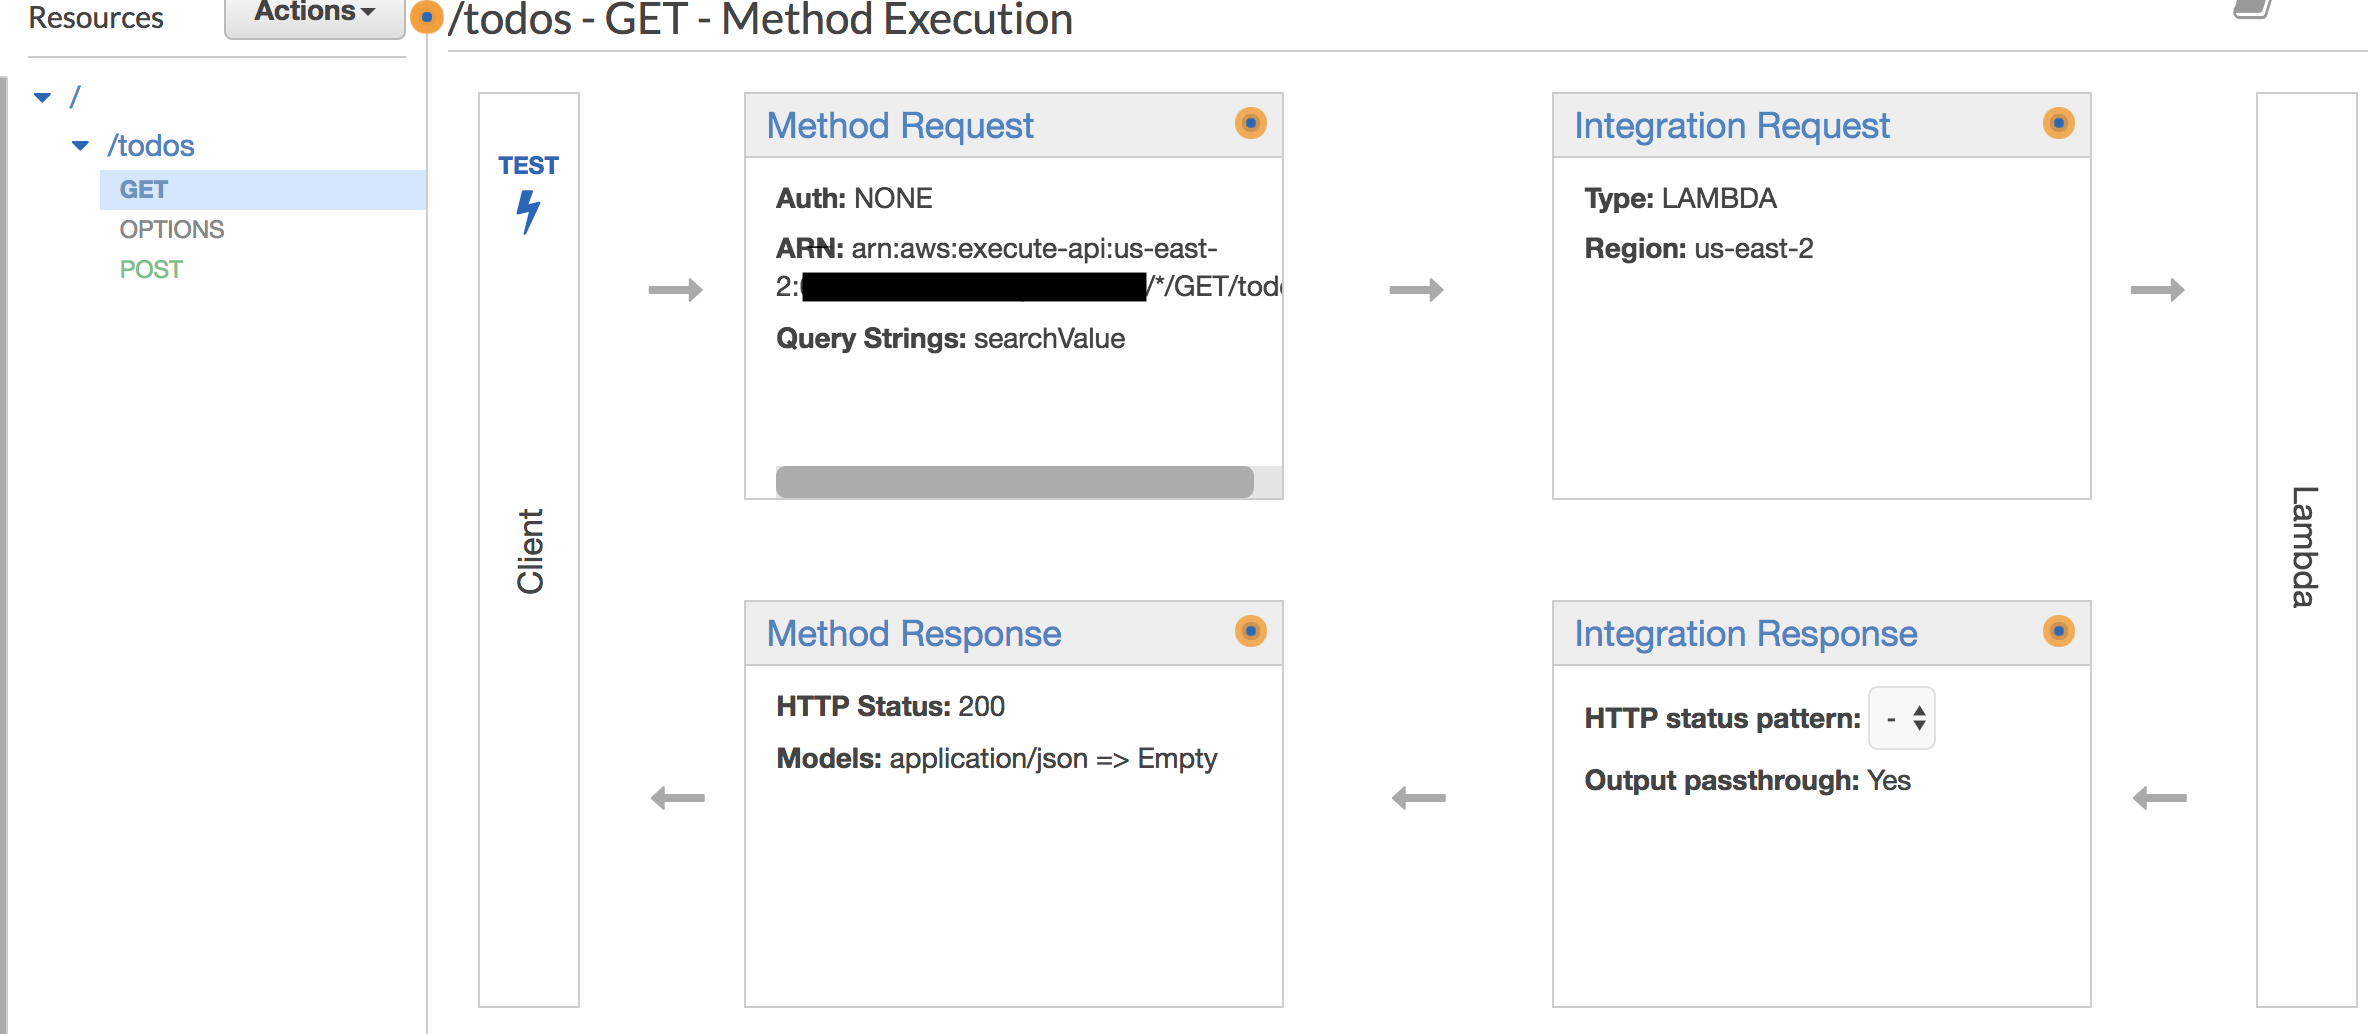 Resources
Actions
/todos - GET - Method Execution
/
/todos
GET
OPTIONS
POST
TEST
Client
Method Request
Auth: NONE
ARN: arn:aws:execute-api:us-east-
2: /*/GET/todo
Query Strings: searchValue
Integration Request
Type: LAMBDA
Region: us-east-2
Lambda
Method Response
HTTP Status: 200
Models: application/json => Empty
Integration Response
HTTP status pattern: -
Output passthrough: Yes